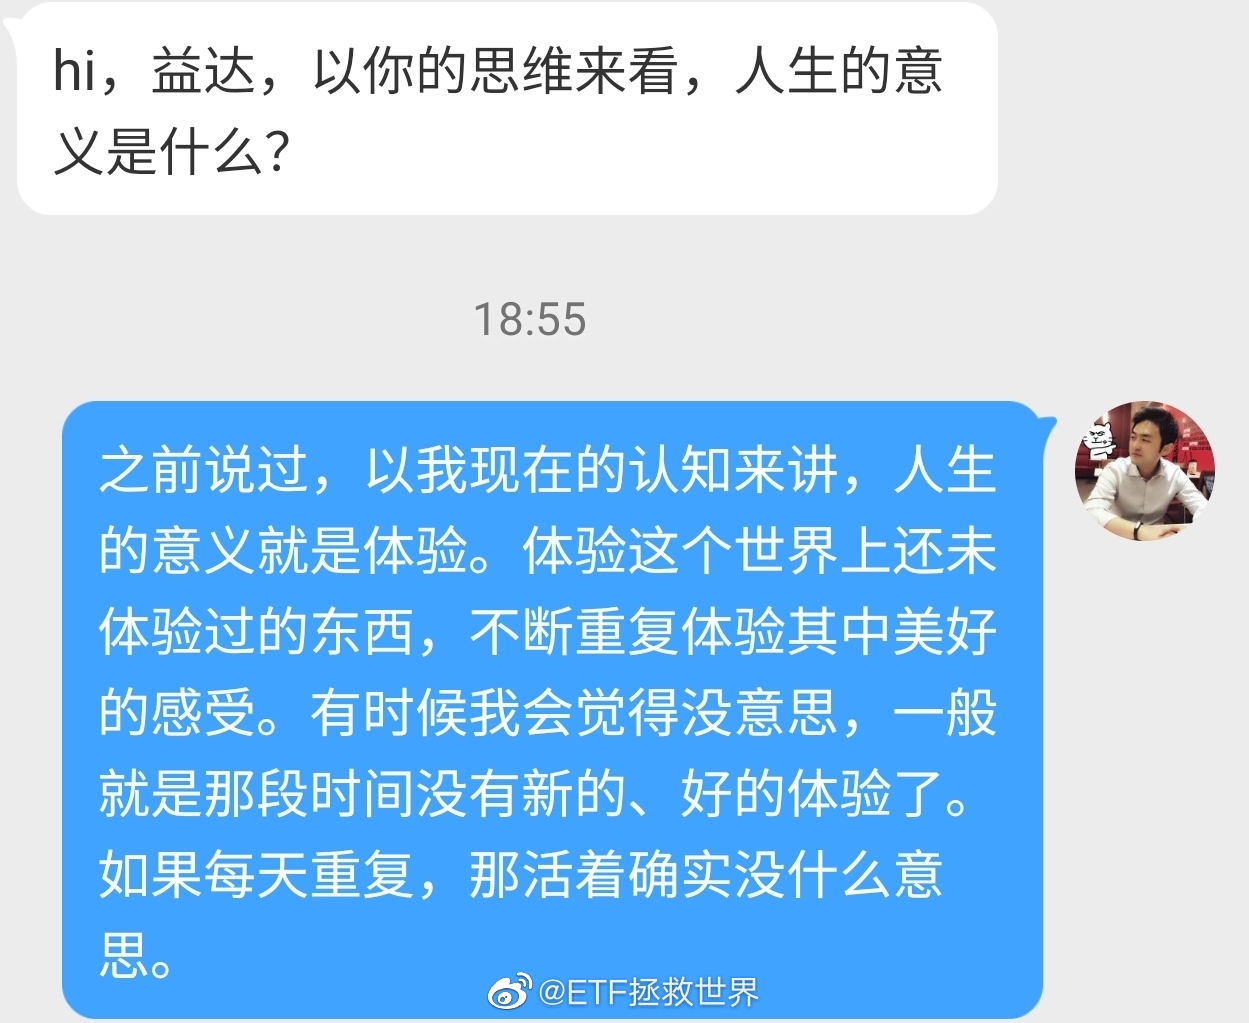 hi，益达，以你的思维来看，人生的意
义是什么？
18:55
之前说过，以我现在的认知来讲，人生
的意义就是体验。体验这个世界上还未
体验过的东西，不断重复体验其中美好
的感受。有时候我会觉得没意思，一般
就是那段时间没有新的、好的体验了。
如果每天重复，那活着确实没什么意
思。
@ETF拯救世界